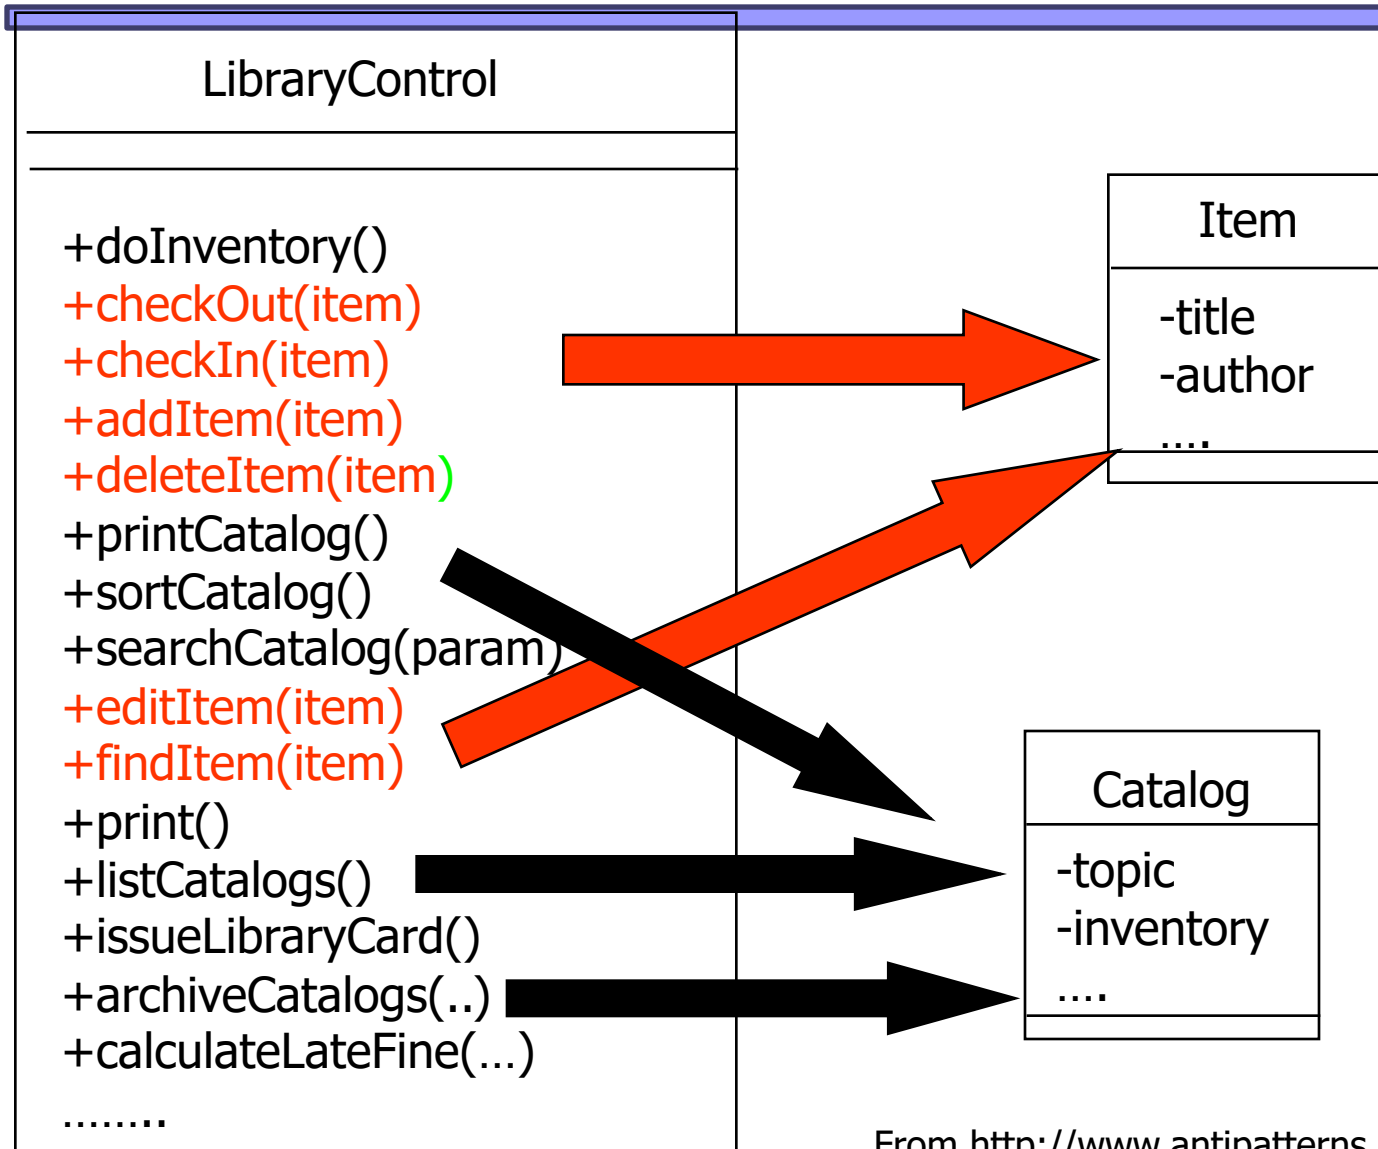 LibraryControl
+doInventory()
+checkOut(item)
+checkIn(item)
+addItem(item)
+deleteItem(item)
+printCatalog()
+sortCatalog()
+searchCatalog(param)
+editItem(item)
+findItem(item)
+print()
+listCatalogs()
+issueLibraryCard()
+archiveCatalogs(..)
+calculateLateFine(...)
........
Item
-title
-author
....
Catalog
-topic
-inventory
....
From http://www.antipatterns.